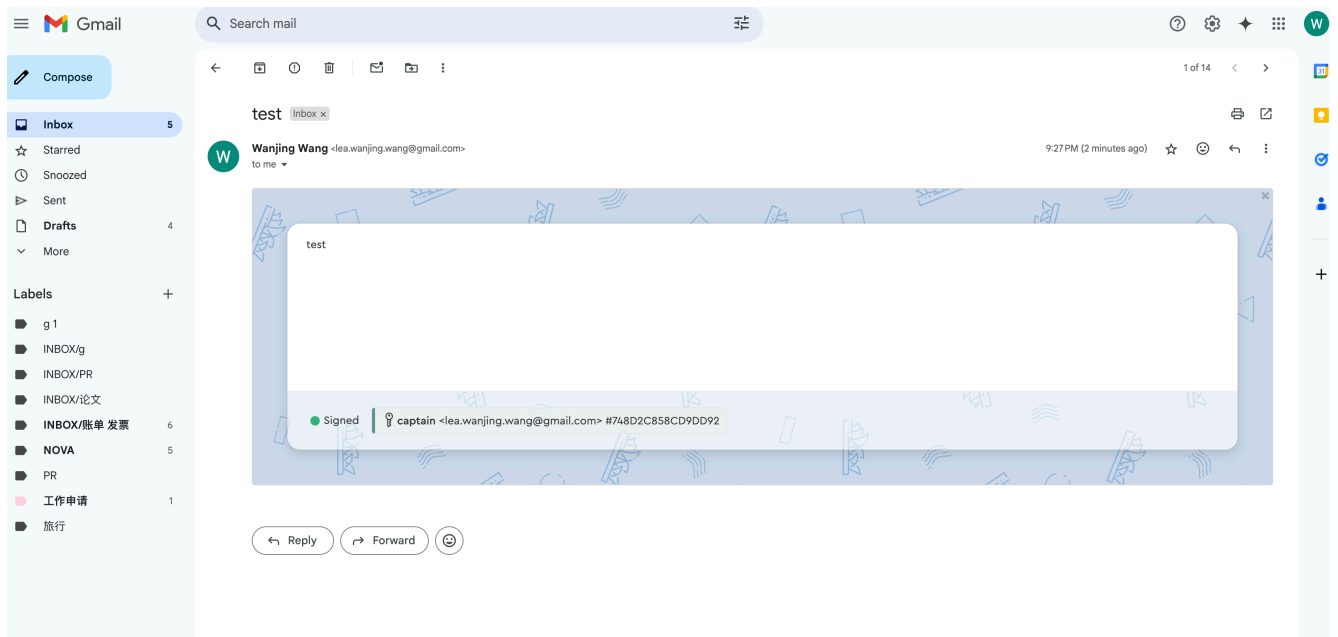 Gmail
Search mail
W
Compose
Inbox 5
Starred
Snoozed
Sent
Drafts 4
More
Labels
g 1
INBOX/g
INBOX/PR
INBOX/论文
INBOX/账单 发票 6
NOVA 5
PR
工作申请 1
旅行
1 of 14
test Inbox x
W
Wanjing Wang <lea.wanjing.wang@gmail.com>
9:27 PM (2 minutes ago)
to me
test
Signed captain <lea.wanjing.wang@gmail.com> #748D2C858CD9DD92
Reply
Forward
31